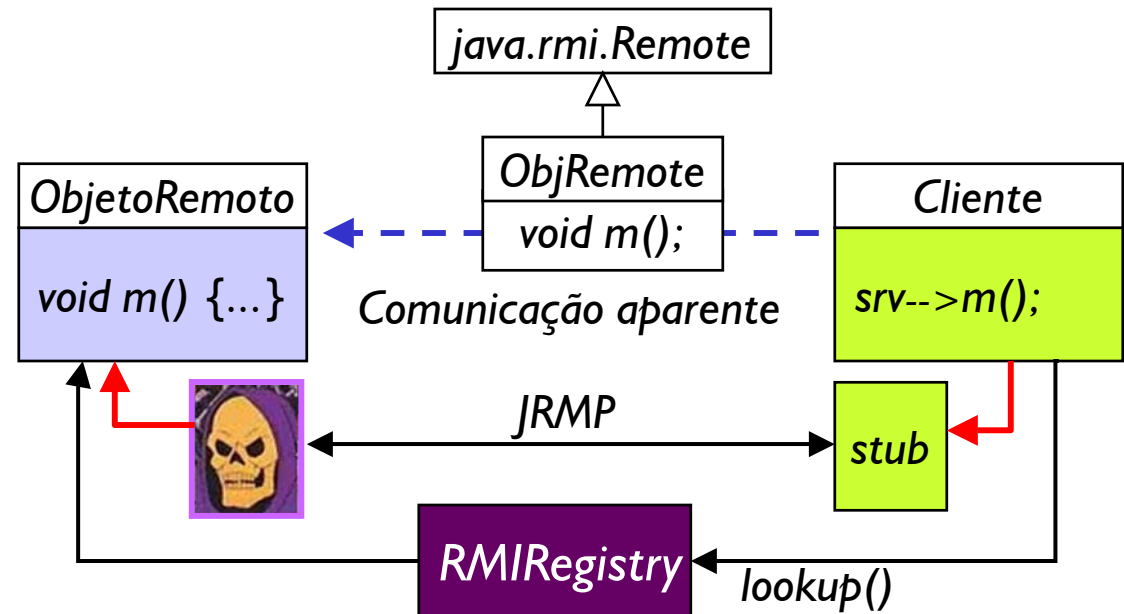 java.rmi.Remote
ObjRemote
void m();
ObjetoRemoto
void m() {...}
Cliente
srv-->m();
Comunicação aparente
JRMP
stub
RMIRegistry
lookup()